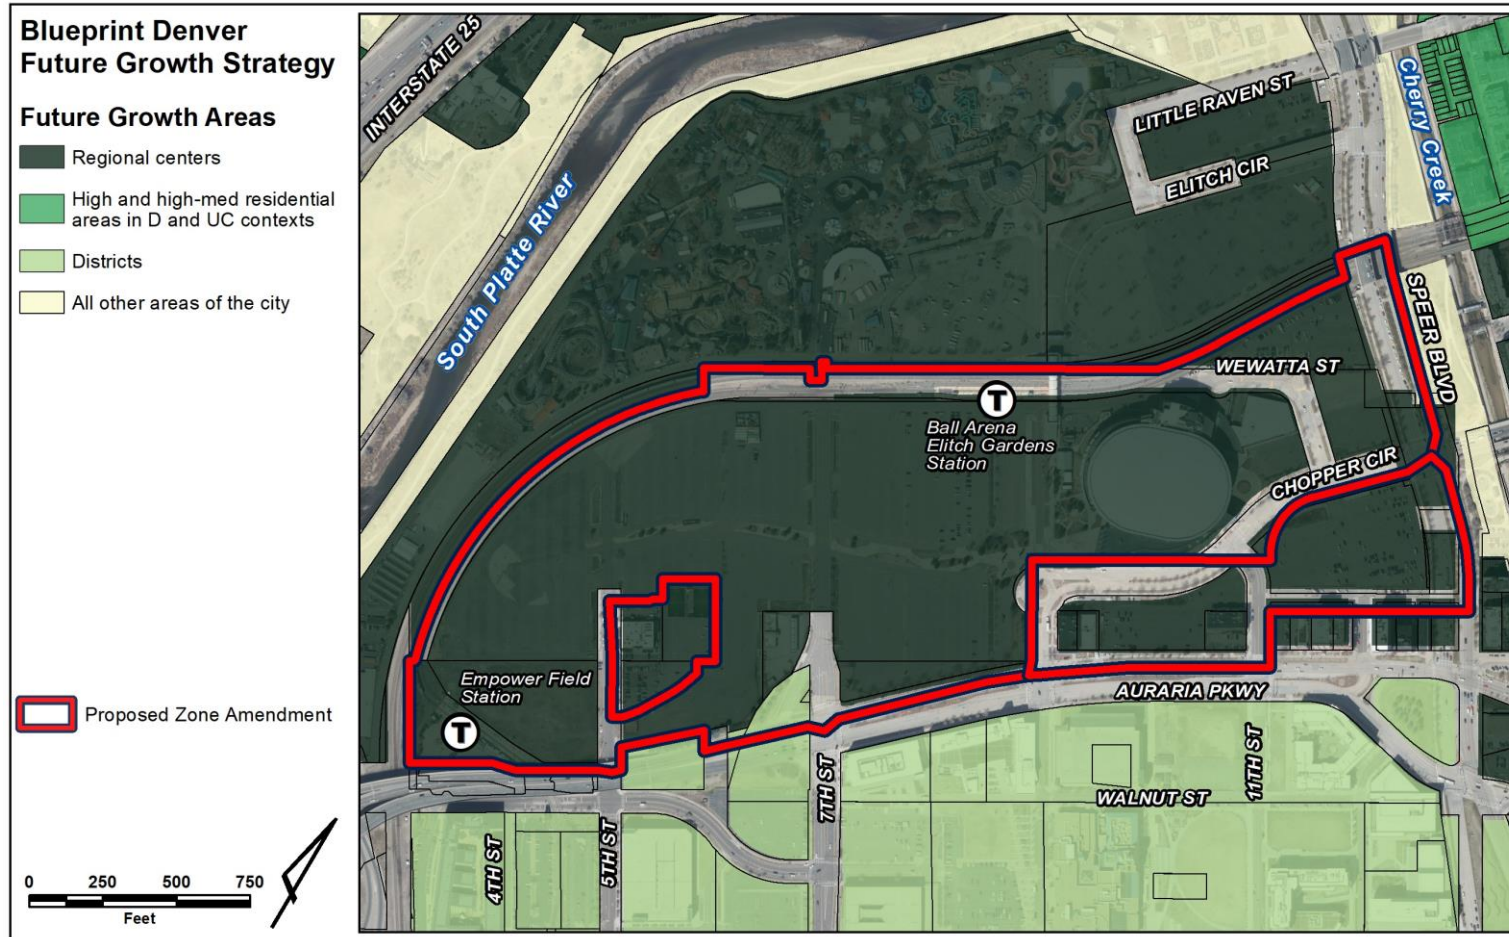 Blueprint Denver
Future Growth Strategy
Future Growth Areas
Regional centers
High and high-med residential
areas in D and UC contexts
Districts
All other areas of the city
Proposed Zone Amendment
0 250 500 750
Feet
INTERSTATE 25
South Platte River
LITTLE RAVEN ST
ELITCH CIR
Cherry Creek
SPEER BLVD
WEWATTA ST
T
Ball Arena
Elitch Gardens
Station
CHOPPER CIR
Empower Field
Station
T
AURARIA PKWY
7TH ST
11TH ST
WALNUT ST
4TH ST
5TH ST